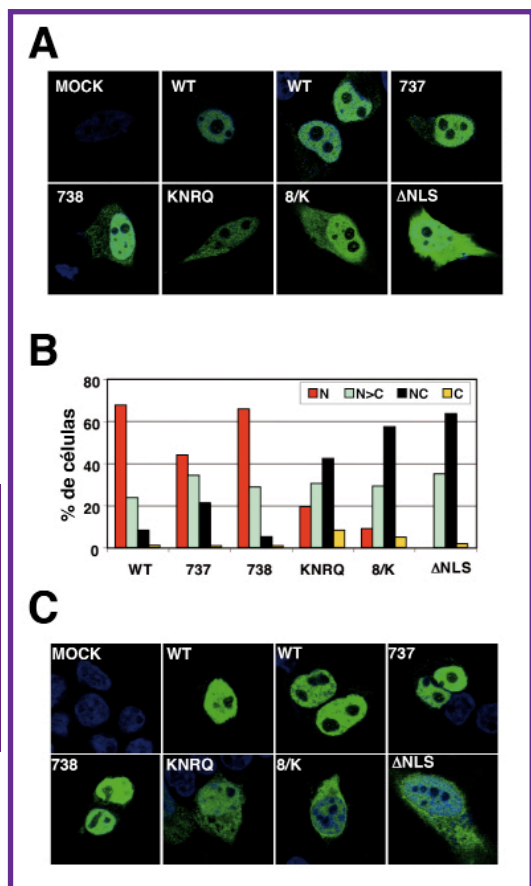 A
MOCK WT WT 737
738 KNRQ 8/K ΔNLS
B
80
60
40
20
0
% de células
N N>C NC C
WT 737 738 KNRQ 8/K ΔNLS
C
MOCK WT WT 737
738 KNRQ 8/K ΔNLS